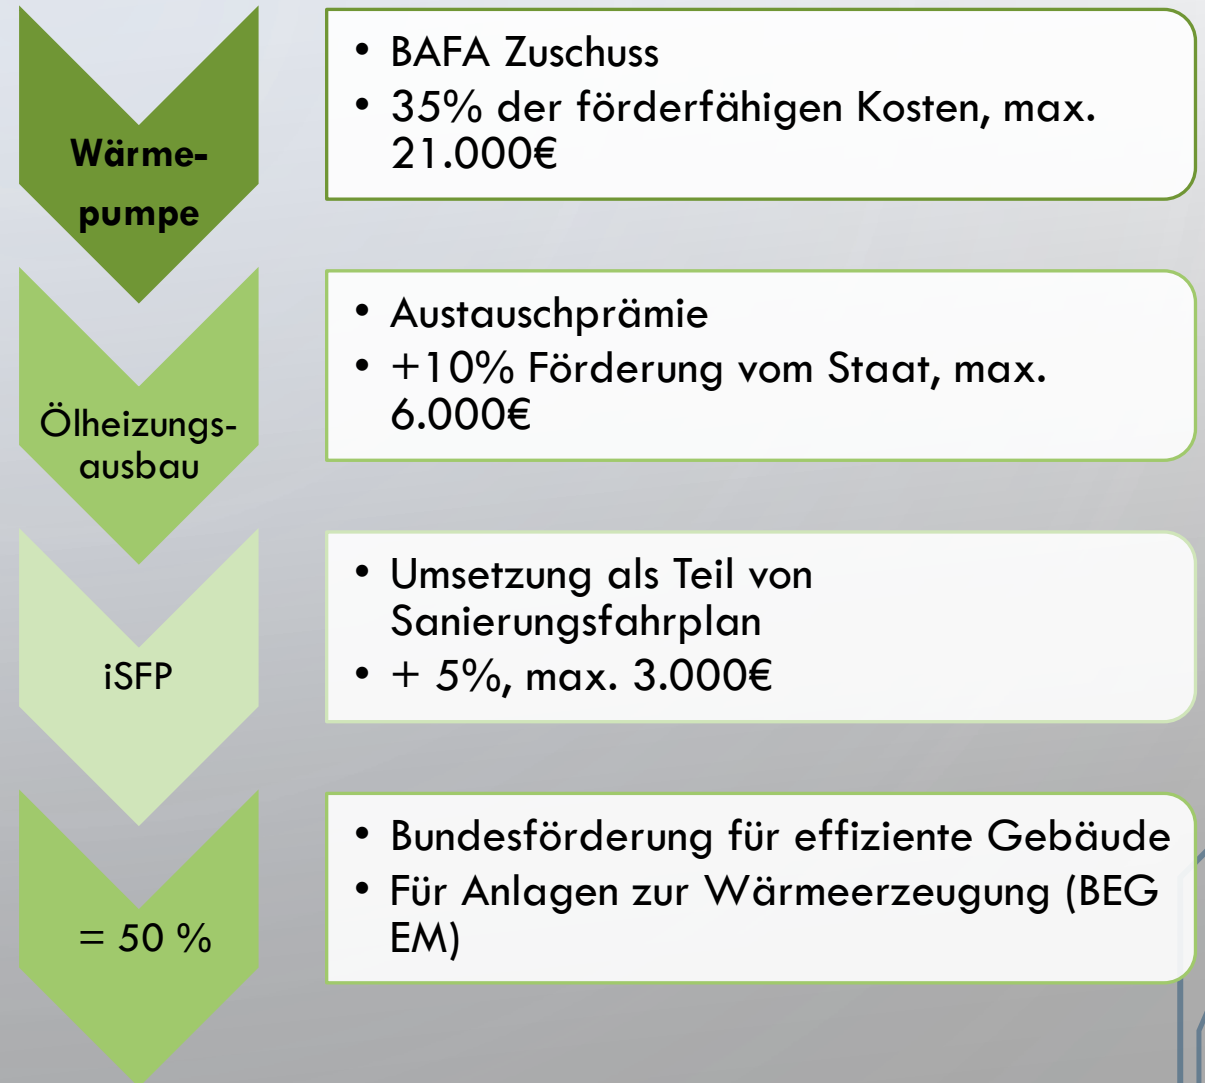 Wärme-
pumpe
• BAFA Zuschuss
• 35% der förderfähigen Kosten, max.
21.000€
Ölheizungs-
ausbau
• Austauschprämie
• +10% Förderung vom Staat, max.
6.000€
iSFP
• Umsetzung als Teil von
Sanierungsfahrplan
• + 5%, max. 3.000€
= 50 %
• Bundesförderung für effiziente Gebäude
• Für Anlagen zur Wärmeerzeugung (BEG
EM)